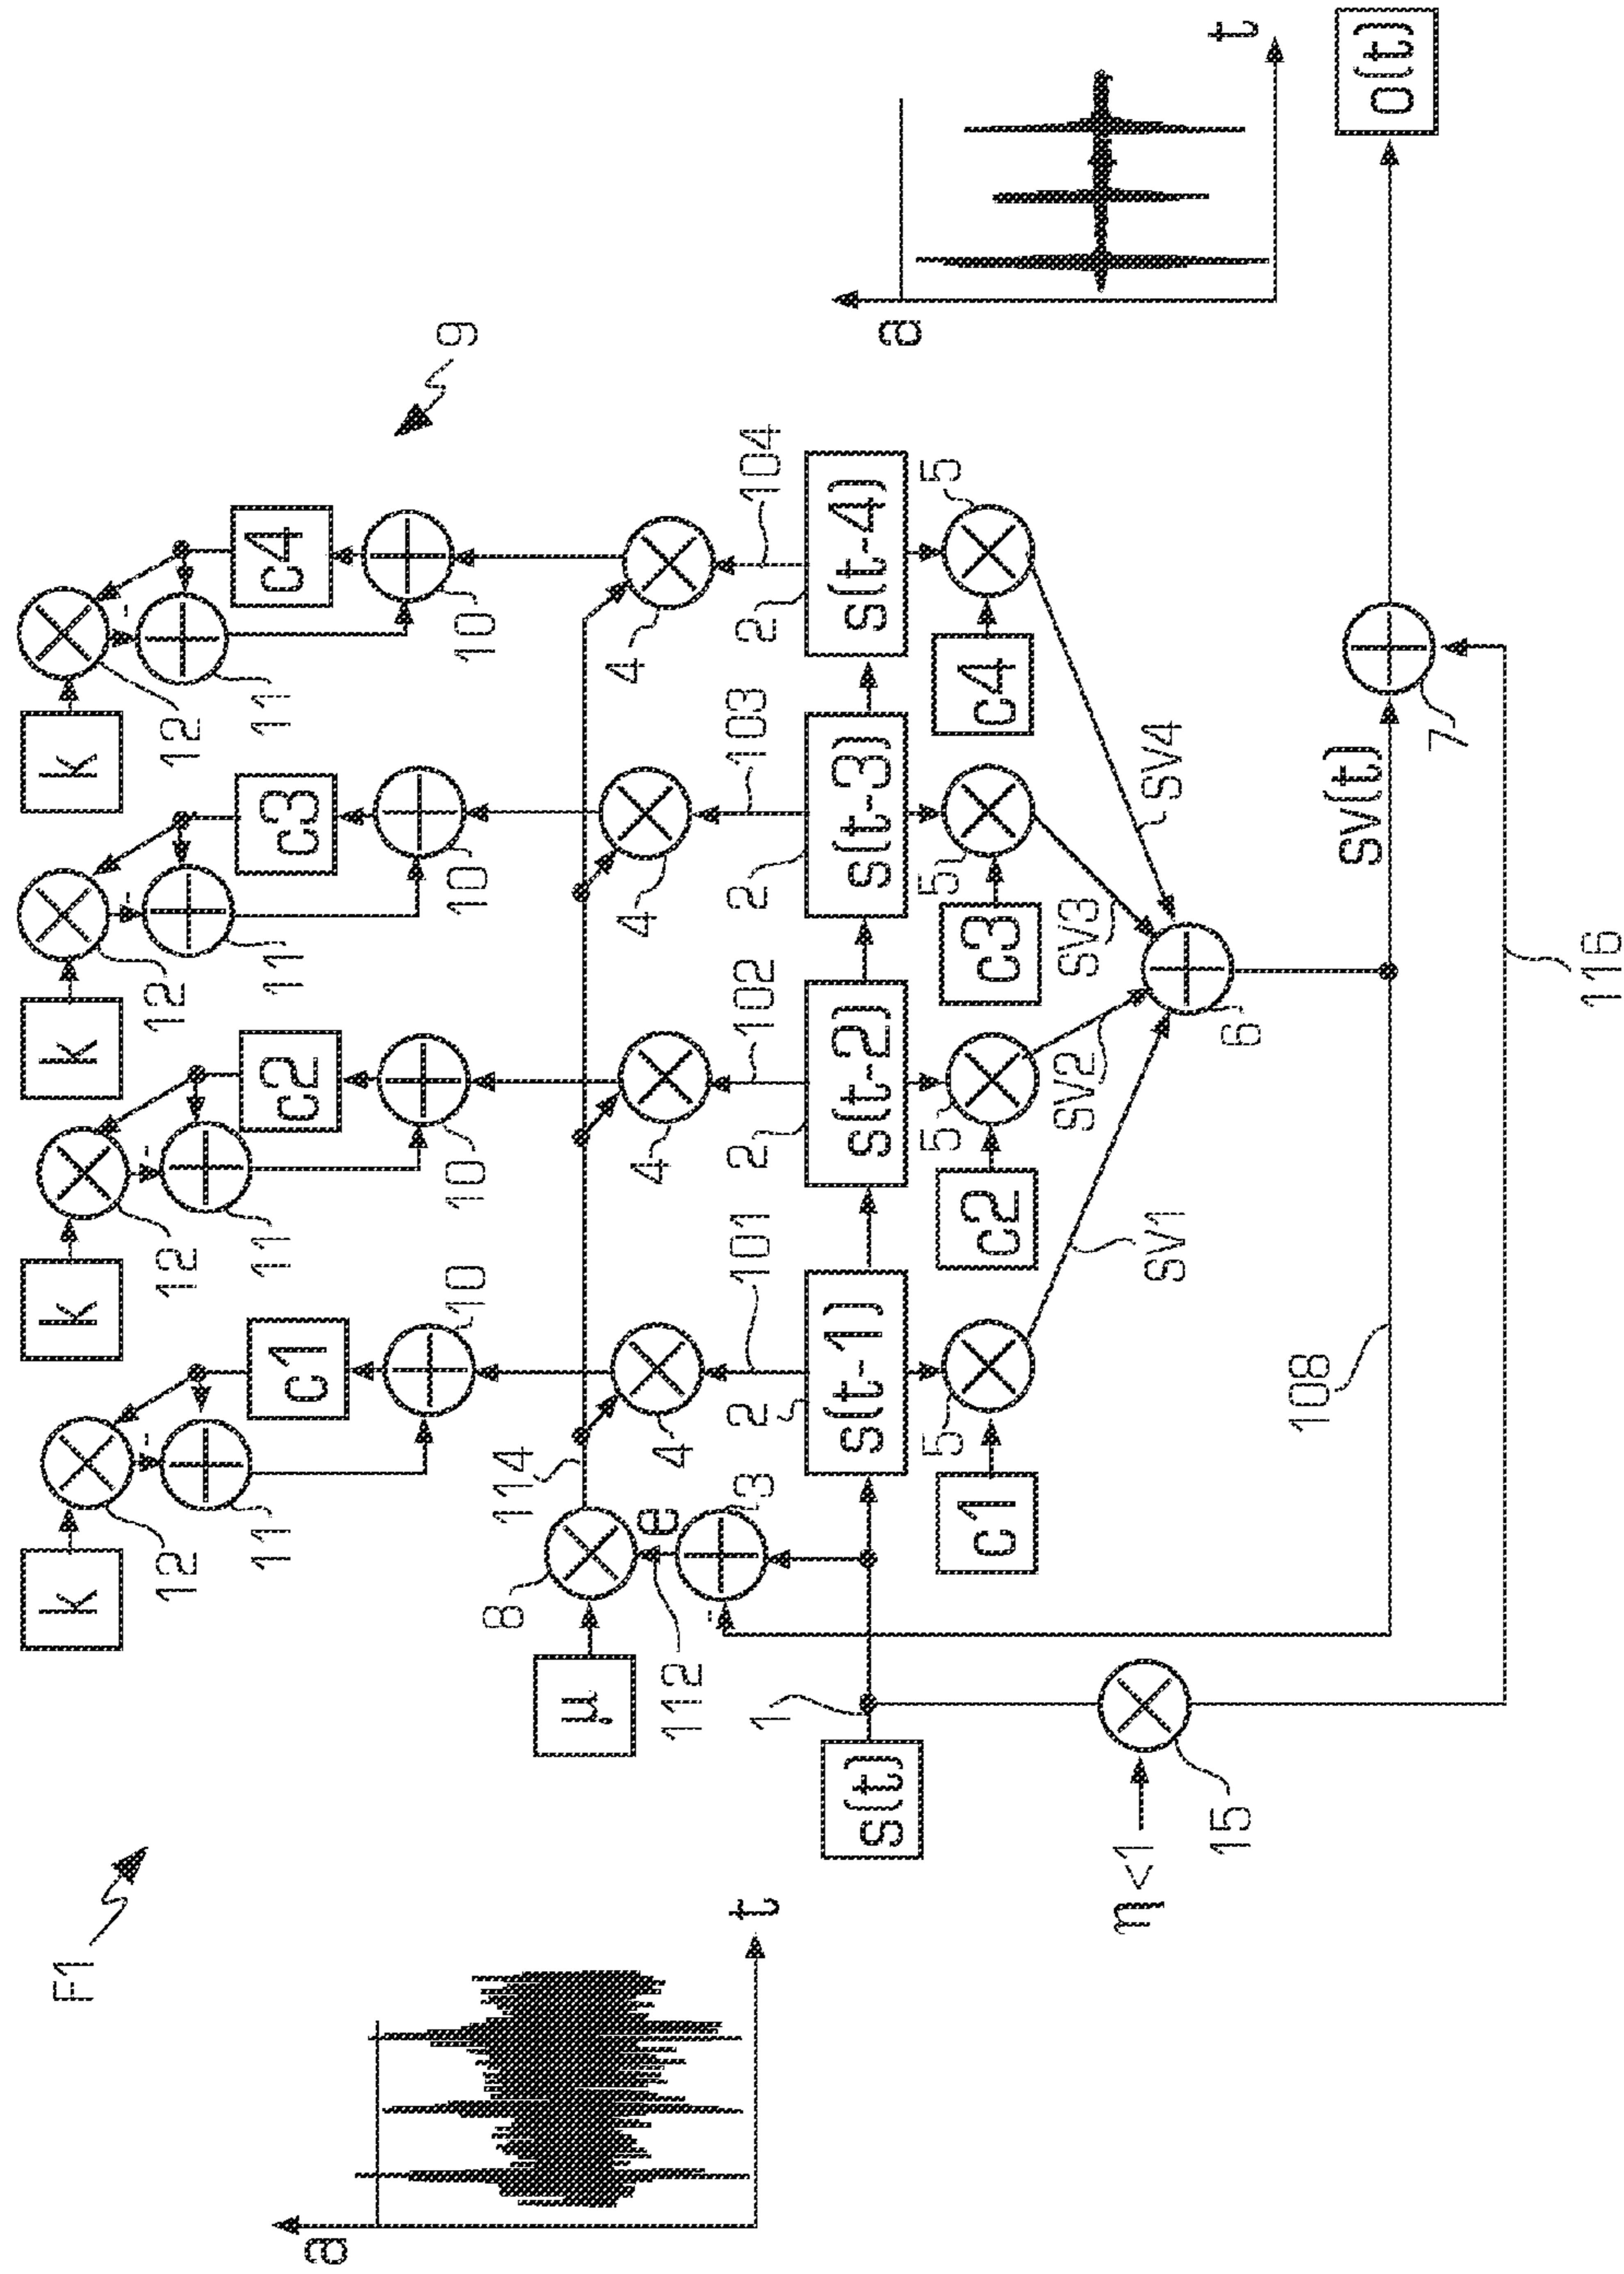 F1
k
k
k
k
-
-
-
-
12
12
12
12
11
11
11
11
c1
c2
c3
c4
a
9
10
10
10
10
8
114
μ
e
4
4
4
4
112
-
13
t
1
2
101
2
102
2
103
2
104
s(t)
s(t-1)
s(t-2)
s(t-3)
s(t-4)
5
5
5
5
a
c1
c2
c3
c4
SV1
SV2
SV3
SV4
η<1
15
6
t
108
sv(t)
o(t)
7
116